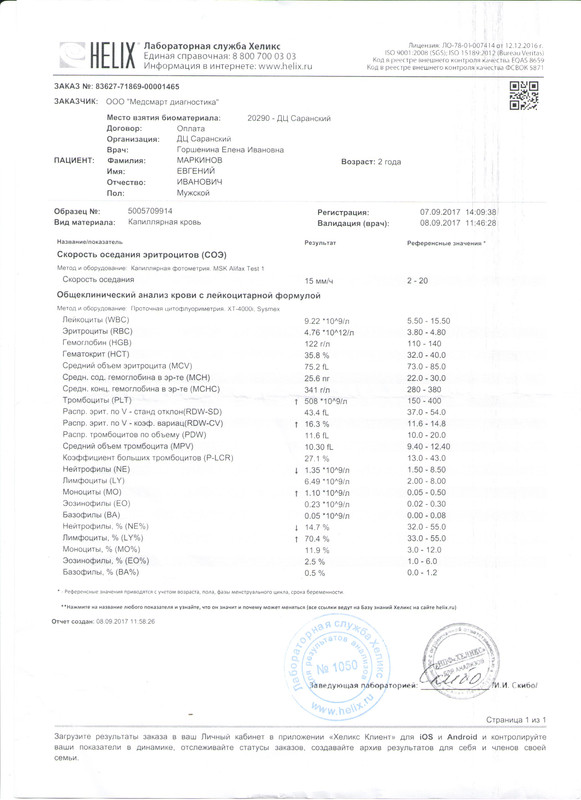 HELIX
Лабораторная служба Хеликс
Единая справочная: 8 800 700 03 03
Информация в интернете: www.helix.ru
Лицензия: ЛО-78-01-007414 от 12.12.2016 г.
ISO 9001:2008 (SGS); ISO 15189:2012 (Bureau Veritas)
Код в реестре внешнего контроля качества EQAS 8659
Код в реестре внешнего контроля качества ФСВОК 5871
ЗАКАЗ №: 83627-71869-00001465
ЗАКАЗЧИК: ООО "Медсмарт диагностика"
Место взятия биоматериала: 20290 - ДЦ Саранский
Договор: Оплата
Организация: ДЦ Саранский
Врач: Горшенина Елена Ивановна
ПАЦИЕНТ: Фамилия: МАРКИНОВ Возраст: 2 года
Имя: ЕВГЕНИЙ
Отчество: ИВАНОВИЧ
Пол: Мужской
Образец №: 5005709914 Регистрация: 07.09.2017 14:09:38
Вид материала: Капиллярная кровь Валидация (врач): 08.09.2017 11:46:28
Название/показатель Результат Референсные значения *
Скорость оседания эритроцитов (СОЭ)
Метод и оборудование: Капиллярная фотометрия: MSK Alifax Test 1
Скорость оседания 15 мм/ч 2 - 20
Общеклинический анализ крови с лейкоцитарной формулой
Метод и оборудование: Проточная цитофлуориметрия: XT-4000i, Sysmex
Лейкоциты (WBC) 9.22 *10^9/л 5.50 - 15.50
Эритроциты (RBC) 4.76 *10^12/л 3.80 - 4.80
Гемоглобин (HGB) 122 г/л 110 - 140
Гематокрит (HCT) 35.8 % 32.0 - 40.0
Средний объем эритроцита (MCV) 75.2 fL 73.0 - 85.0
Средн. сод. гемоглобина в эр-те (MCH) 25.6 пг 22.0 - 30.0
Средн. конц. гемоглобина в эр-те (MCHC) 341 г/л 280 - 380
Тромбоциты (PLT) ↑ 508 *10^9/л 150 - 400
Распр. эрит. по V - станд отклон(RDW-SD) 43.4 fL 37.0 - 54.0
Распр. эрит. по V - коэф. вариац(RDW-CV) ↑ 16.3 % 11.6 - 14.8
Распр. тромбоцитов по объему (PDW) 11.6 fL 10.0 - 20.0
Средний объем тромбоцита (MPV) 10.30 fL 9.40 - 12.40
Коэффициент больших тромбоцитов (P-LCR) 27.1 % 13.0 - 43.0
Нейтрофилы (NE) ↓ 1.35 *10^9/л 1.50 - 8.50
Лимфоциты (LY) 6.49 *10^9/л 2.00 - 8.00
Моноциты (MO) ↑ 1.10 *10^9/л 0.05 - 0.50
Эозинофилы (EO) 0.23 *10^9/л 0.02 - 0.30
Базофилы (BA) 0.05 *10^9/л 0.00 - 0.08
Нейтрофилы, % (NE%) ↓ 14.7 % 32.0 - 55.0
Лимфоциты, % (LY%) ↑ 70.4 % 33.0 - 55.0
Моноциты, % (MO%) 11.9 % 3.0 - 12.0
Эозинофилы, % (EO%) 2.5 % 1.0 - 6.0
Базофилы, % (BA%) 0.5 % 0.0 - 1.2
* Референсные значения приводятся с учетом возраста, пола, фазы менструального цикла, срока беременности.
**Нажмите на название любого показателя и узнайте, что он значит и почему может меняться (все ссылки ведут на Базу знаний Хеликс на сайте helix.ru)
Отчет создан: 08.09.2017 11:58:26
Лабораторная служба Хеликс
результатов анализов
№ 1050
www.helix.ru
ХЕЛИКС
ДЛЯ АНАЛИЗОВ
Заведующая лабораторией: /И.И. Скибо/
Страница 1 из 1
Загрузите результаты заказа в ваш Личный кабинет в приложении «Хеликс Клиент» для iOS и Android и контролируйте
ваши показатели в динамике, отслеживайте статусы заказов, создавайте архив результатов для себя и членов своей
семьи.